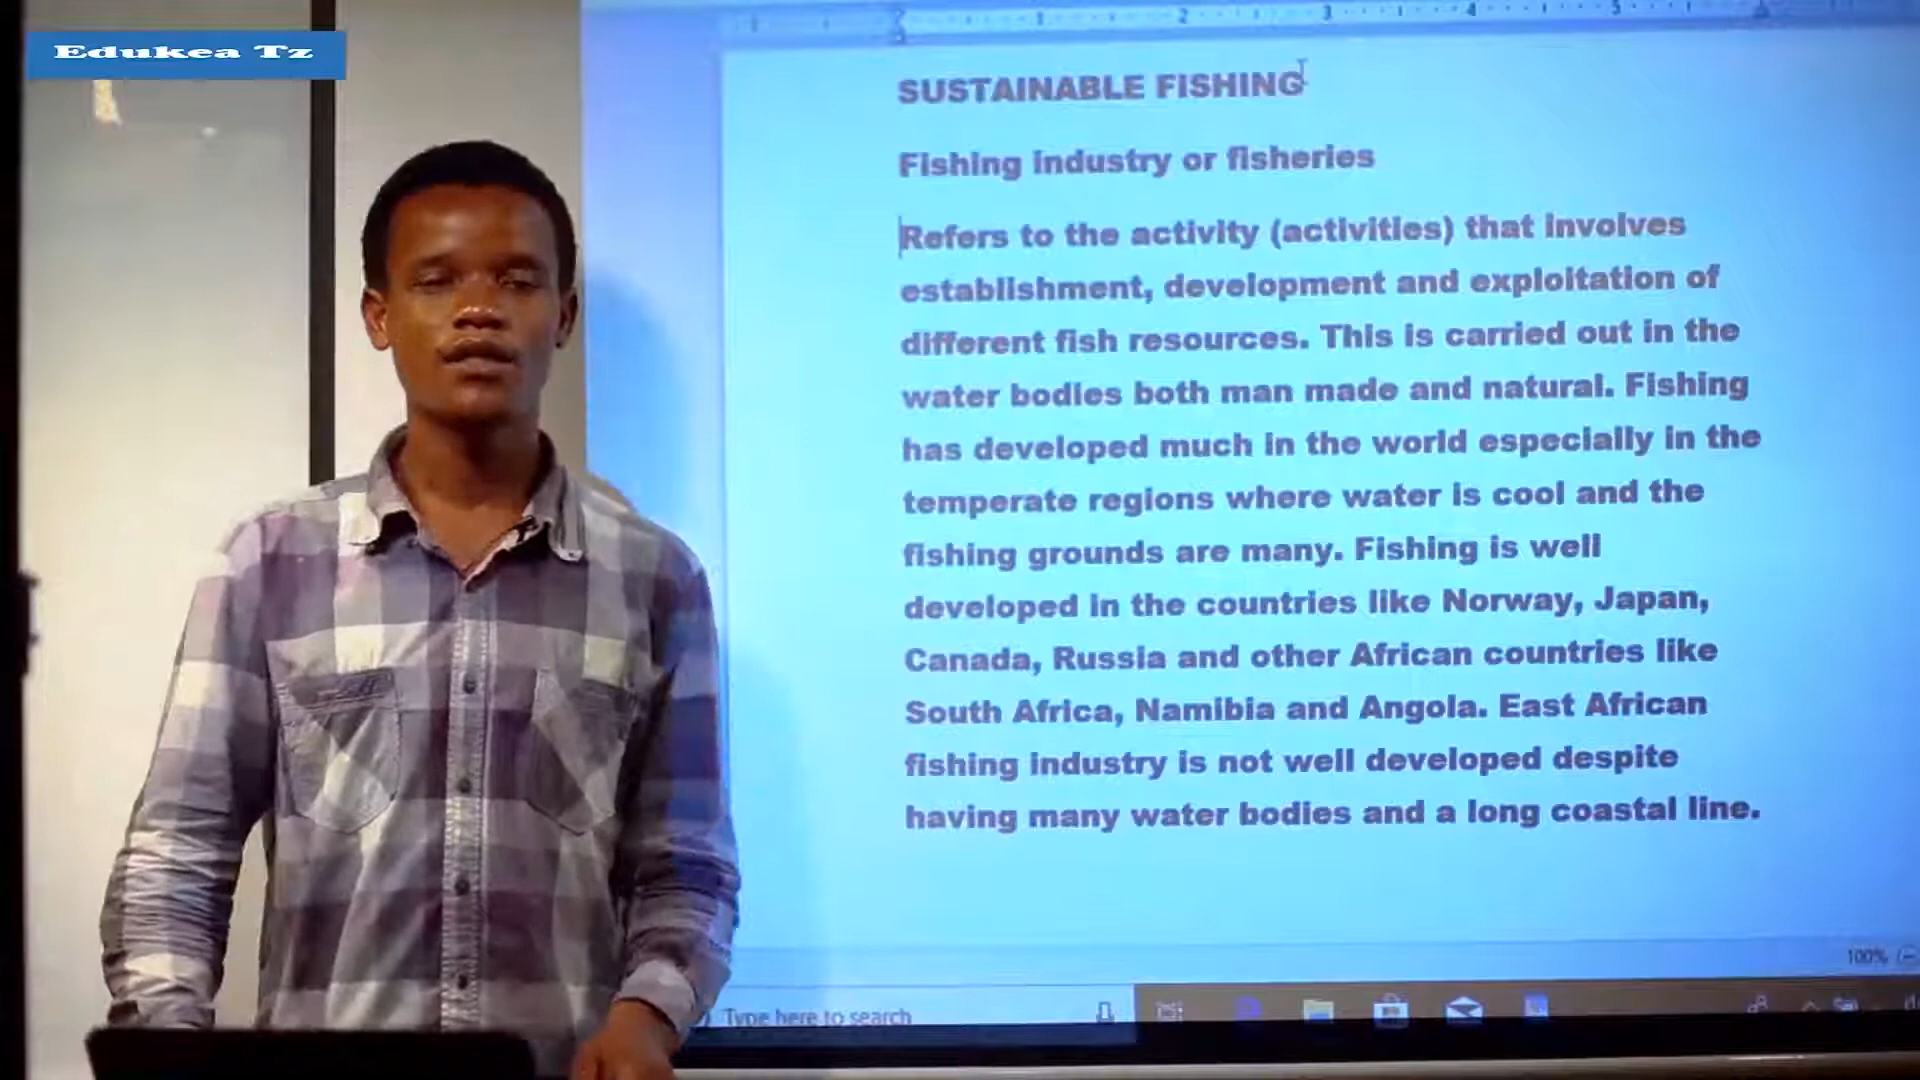 Edukea Tz
1 2 3 4 5
SUSTAINABLE FISHING
Fishing industry or fisheries
Refers to the activity (activities) that involves
establishment, development and exploitation of
different fish resources. This is carried out in the
water bodies both man made and natural. Fishing
has developed much in the world especially in the
temperate regions where water is cool and the
fishing grounds are many. Fishing is well
developed in the countries like Norway, Japan,
Canada, Russia and other African countries like
South Africa, Namibia and Angola. East African
fishing industry is not well developed despite
having many water bodies and a long coastal line.
100%
Type here to search